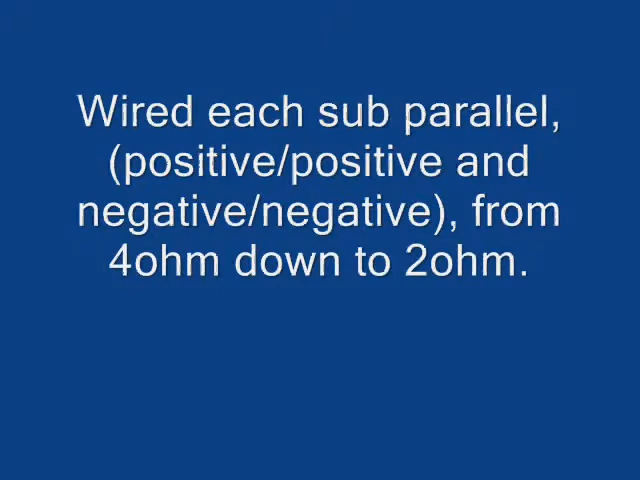 Wired each sub parallel,
(positive/positive and
negative/negative), from
4ohm down to 2ohm.